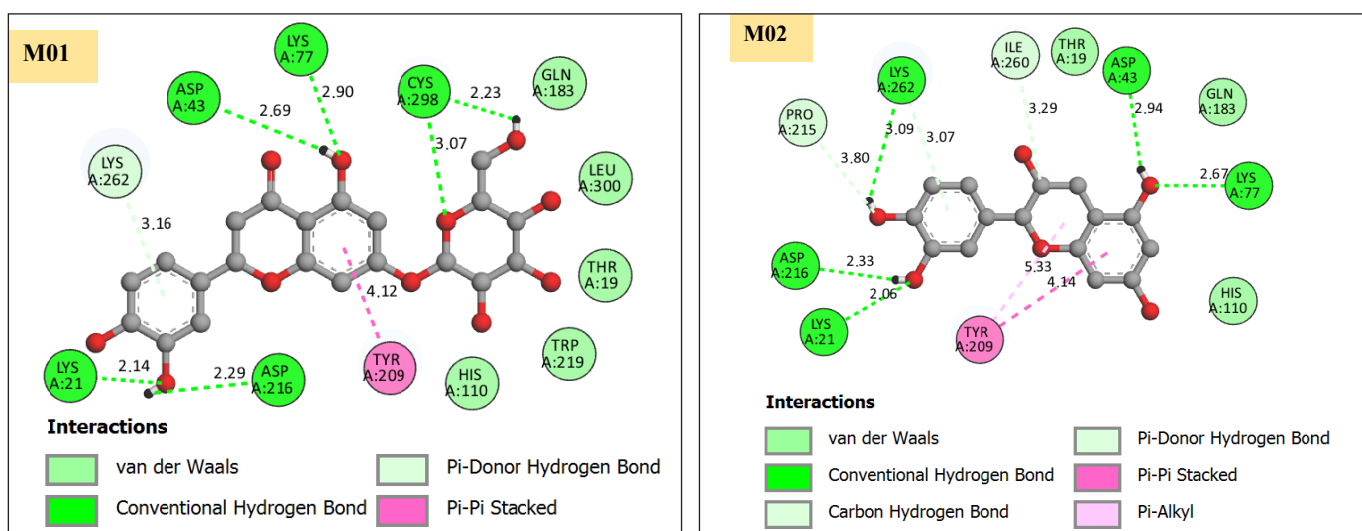 M01
LYS
A:77
ASP
A:43
CYS
A:298
GLN
A:183
2.69
2.90
2.23
3.07
LYS
A:262
LEU
A:300
3.16
THR
A:19
4.12
TRP
A:219
LYS
A:21
2.14
2.29
ASP
A:216
TYR
A:209
HIS
A:110
Interactions
van der Waals
Conventional Hydrogen Bond
Pi-Donor Hydrogen Bond
Pi-Pi Stacked
M02
LYS
A:262
ILE
A:260
THR
A:19
ASP
A:43
GLN
A:183
PRO
A:215
3.09
3.07
3.29
2.94
3.80
2.67
LYS
A:77
ASP
A:216
2.33
2.06
5.33
4.14
LYS
A:21
TYR
A:209
HIS
A:110
Interactions
van der Waals
Conventional Hydrogen Bond
Carbon Hydrogen Bond
Pi-Donor Hydrogen Bond
Pi-Pi Stacked
Pi-Alkyl